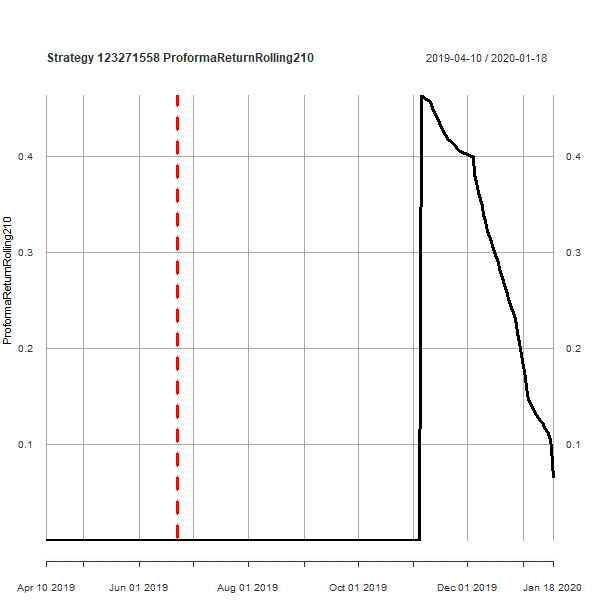 Strategy 123271558 ProformaReturnRolling210
2019-04-10 / 2020-01-18
ProformaReturnRolling210
0.4
0.3
0.2
0.1
0.4
0.3
0.2
0.1
Apr 10 2019
Jun 01 2019
Aug 01 2019
Oct 01 2019
Dec 01 2019
Jan 18 2020